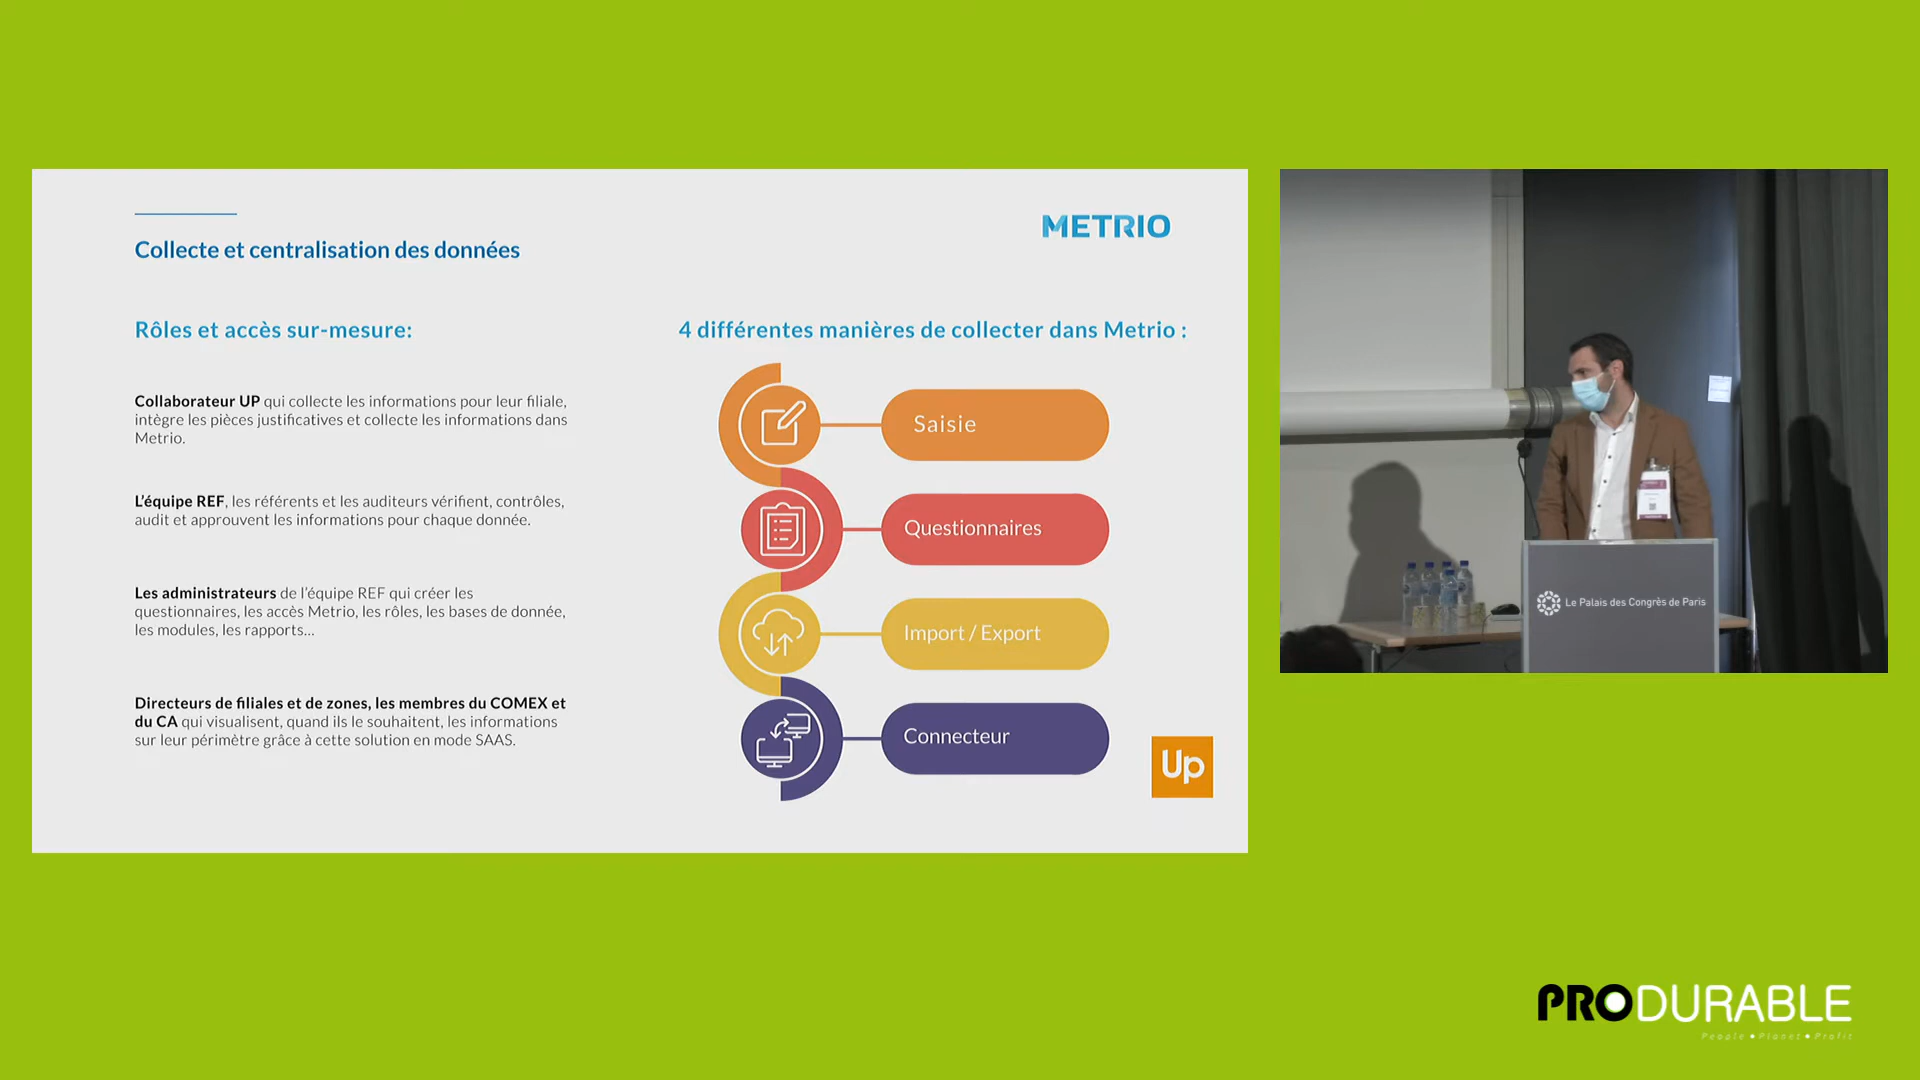 METRIO
Collecte et centralisation des données
Rôles et accès sur-mesure:
Collaborateur UP qui collecte les informations pour leur filiale,
intègre les pièces justificatives et collecte les informations dans
Metrio.
L'équipe REF, les référents et les auditeurs vérifient, contrôles,
audit et approuvent les informations pour chaque donnée.
Les administrateurs de l'équipe REF qui créer les
questionnaires, les accès Metrio, les rôles, les bases de donnée,
les modules, les rapports...
Directeurs de filiales et de zones, les membres du COMEX et
du CA qui visualisent, quand ils le souhaitent, les informations
sur leur périmètre grâce à cette solution en mode SAAS.
4 différentes manières de collecter dans Metrio :
Saisie
Questionnaires
Import / Export
Connecteur
Up
Le Palais des Congrès de Paris
PRODURABLE
People • Planet • Profit